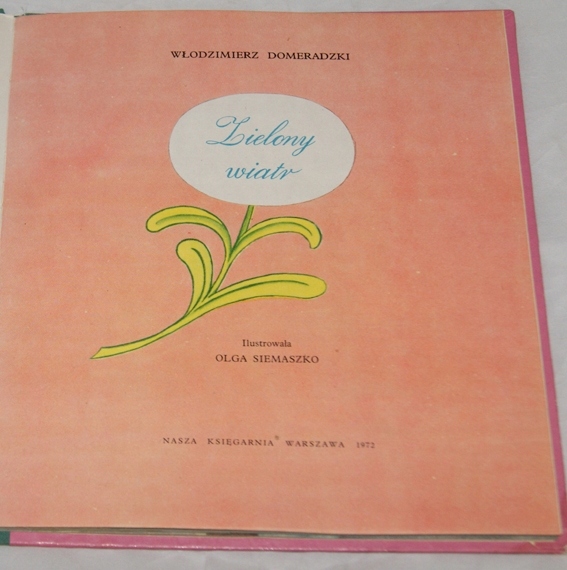 WŁODZIMIERZ DOMERADZKI
Zielony
wiatr
Ilustrowała
OLGA SIEMASZKO
NASZA KSIĘGARNIA WARSZAWA 1972